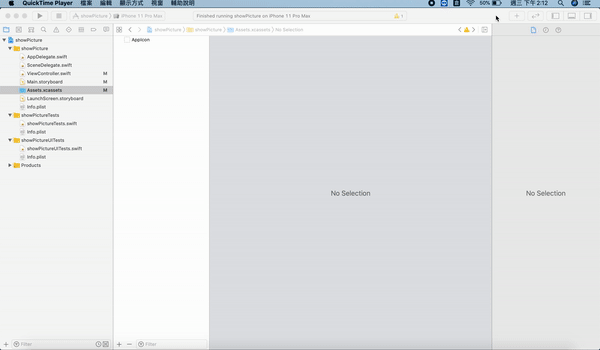 QuickTime Player 檔案 編輯 顯示方式 視窗 輔助說明 50% 週三 下午 2:12
showPicture iPhone 11 Pro Max Finished running showPicture on iPhone 11 Pro Max 1
showPicture showPicture Assets.xcassets No Selection
showPicture
showPicture
AppDelegate.swift
SceneDelegate.swift
ViewController.swift M
Main.storyboard M
Assets.xcassets M
LaunchScreen.storyboard
Info.plist
showPictureTests
showPictureTests.swift
Info.plist
showPictureUITests
showPictureUITests.swift
Info.plist
Products
AppIcon
No Selection
No Selection
Filter
Filter